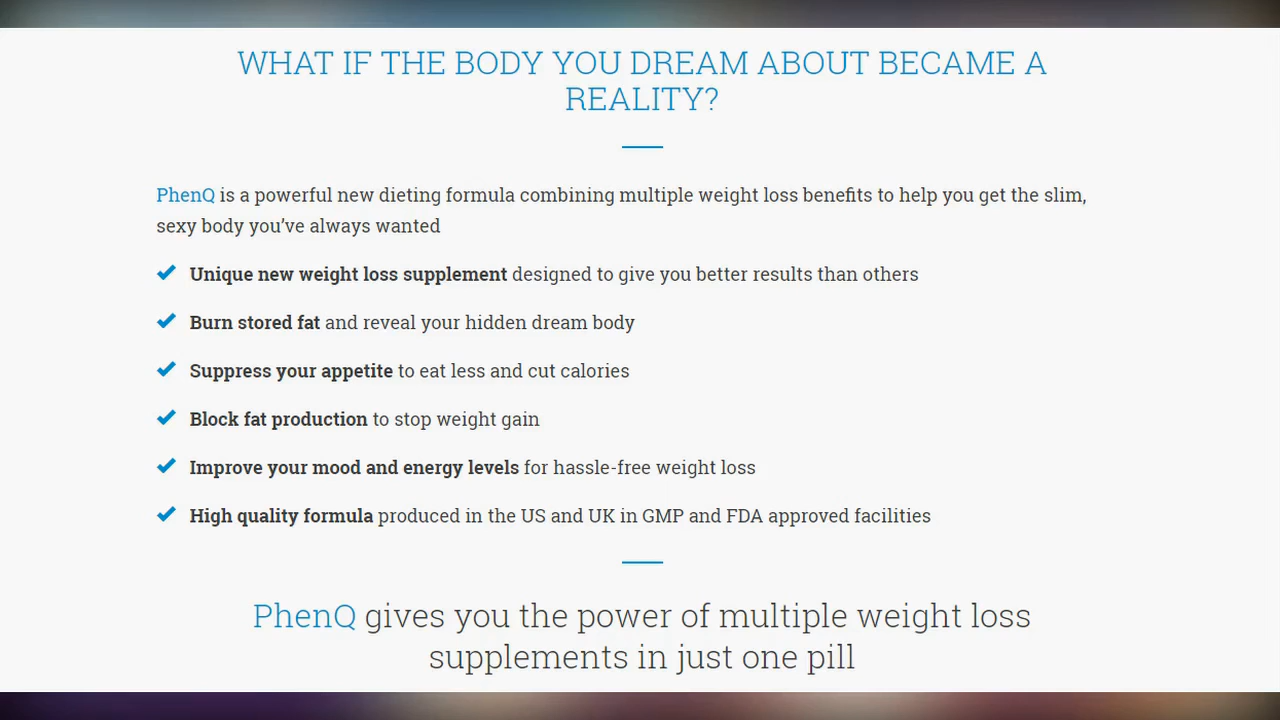 WHAT IF THE BODY YOU DREAM ABOUT BECAME A
REALITY?
PhenQ is a powerful new dieting formula combining multiple weight loss benefits to help you get the slim,
sexy body you’ve always wanted
Unique new weight loss supplement designed to give you better results than others
Burn stored fat and reveal your hidden dream body
Suppress your appetite to eat less and cut calories
Block fat production to stop weight gain
Improve your mood and energy levels for hassle-free weight loss
High quality formula produced in the US and UK in GMP and FDA approved facilities
PhenQ gives you the power of multiple weight loss
supplements in just one pill